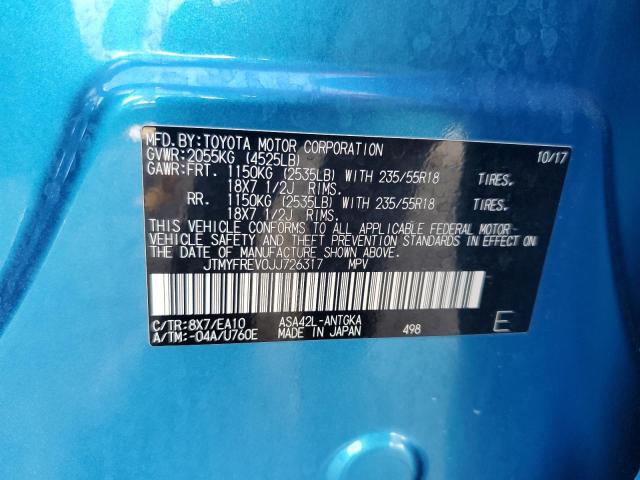 MFD.BY:TOYOTA MOTOR CORPORATION 10/17
GVWR:2055KG (4525LB)
GAWR:FRT. 1150KG (2535LB) WITH 235/55R18 TIRES.
18X7 1/2J RIMS.
RR. 1150KG (2535LB) WITH 235/55R18 TIRES.
18X7 1/2J RIMS.
THIS VEHICLE CONFORMS TO ALL APPLICABLE FEDERAL MOTOR
VEHICLE SAFETY AND THEFT PREVENTION STANDARDS IN EFFECT ON
THE DATE OF MANUFACTURE SHOWN ABOVE.
JTMYFREV0JJ726317 MPV
C/TR:8X7/EA10 ASA42L-ANTGKA
A/TM:-04A/U760E MADE IN JAPAN 498 E